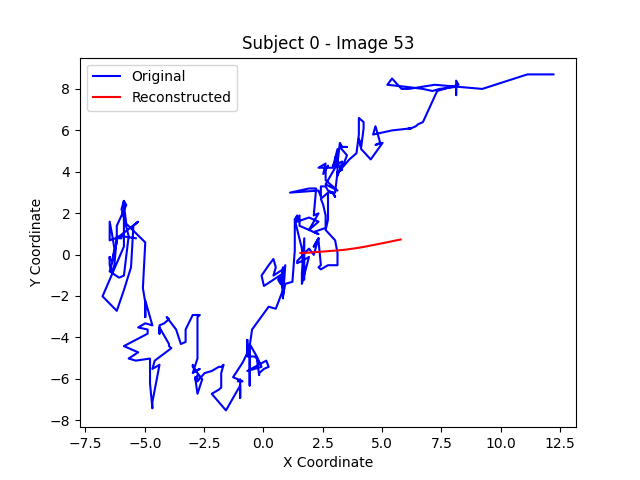 Subject 0 - Image 53
Original
Reconstructed
Y Coordinate
8
6
4
2
0
−2
−4
−6
−8
−7.5 −5.0 −2.5 0.0 2.5 5.0 7.5 10.0 12.5
X Coordinate